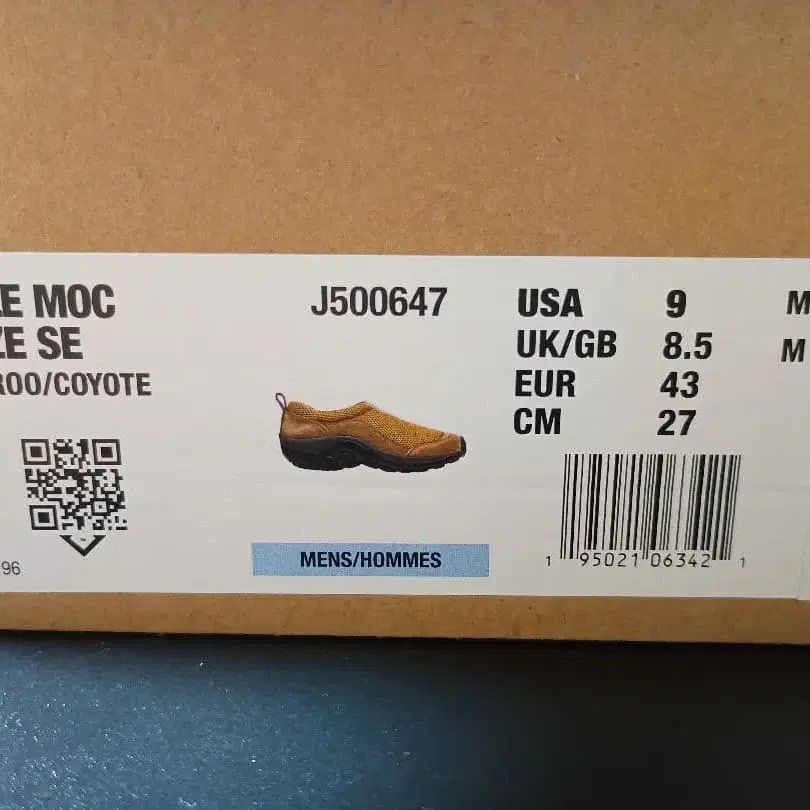 LE MOC
ZE SE
ROO/COYOTE
96
J500647
MENS/HOMMES
USA 9 M
UK/GB 8.5 M
EUR 43
CM 27
1 95021 06342 1